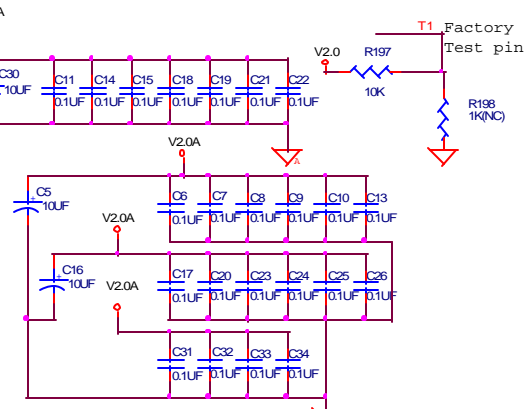 A
T1 Factory
Test pin
V2.0 R197
10K
R198
1K(NC)
C30 C11 C14 C15 C18 C19 C21 C22
10UF 0.1UF 0.1UF 0.1UF 0.1UF 0.1UF 0.1UF 0.1UF
A
V2.0A
C5 C6 C7 C8 C9 C10 C13
10UF 0.1UF 0.1UF 0.1UF 0.1UF 0.1UF 0.1UF
V2.0A
C16 C17 C20 C23 C24 C25 C26
10UF 0.1UF 0.1UF 0.1UF 0.1UF 0.1UF 0.1UF
V2.0A
C31 C32 C33 C34
0.1UF 0.1UF 0.1UF 0.1UF